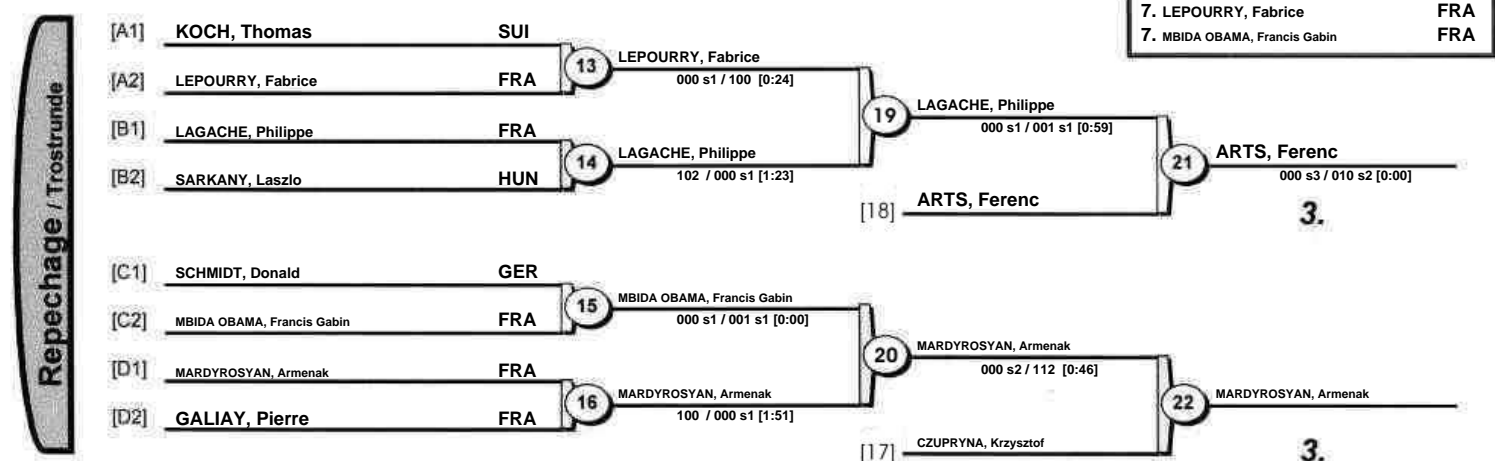 7. LEPOURRY, Fabrice FRA
7. MBIDA OBAMA, Francis Gabin FRA
Repechage / Trostrunde
[A1] KOCH, Thomas SUI
[A2] LEPOURRY, Fabrice FRA
13 LEPOURRY, Fabrice
000 s1 / 100 [0:24]
[B1] LAGACHE, Philippe FRA
[B2] SARKANY, Laszlo HUN
14 LAGACHE, Philippe
102 / 000 s1 [1:23]
19 LAGACHE, Philippe
000 s1 / 001 s1 [0:59]
[18] ARTS, Ferenc
21 ARTS, Ferenc
000 s3 / 010 s2 [0:00]
3.
[C1] SCHMIDT, Donald GER
[C2] MBIDA OBAMA, Francis Gabin FRA
15 MBIDA OBAMA, Francis Gabin
000 s1 / 001 s1 [0:00]
[D1] MARDYROSYAN, Armenak FRA
[D2] GALIAY, Pierre FRA
16 MARDYROSYAN, Armenak
100 / 000 s1 [1:51]
20 MARDYROSYAN, Armenak
000 s2 / 112 [0:46]
[17] CZUPRYNA, Krzysztof
22 MARDYROSYAN, Armenak
3.